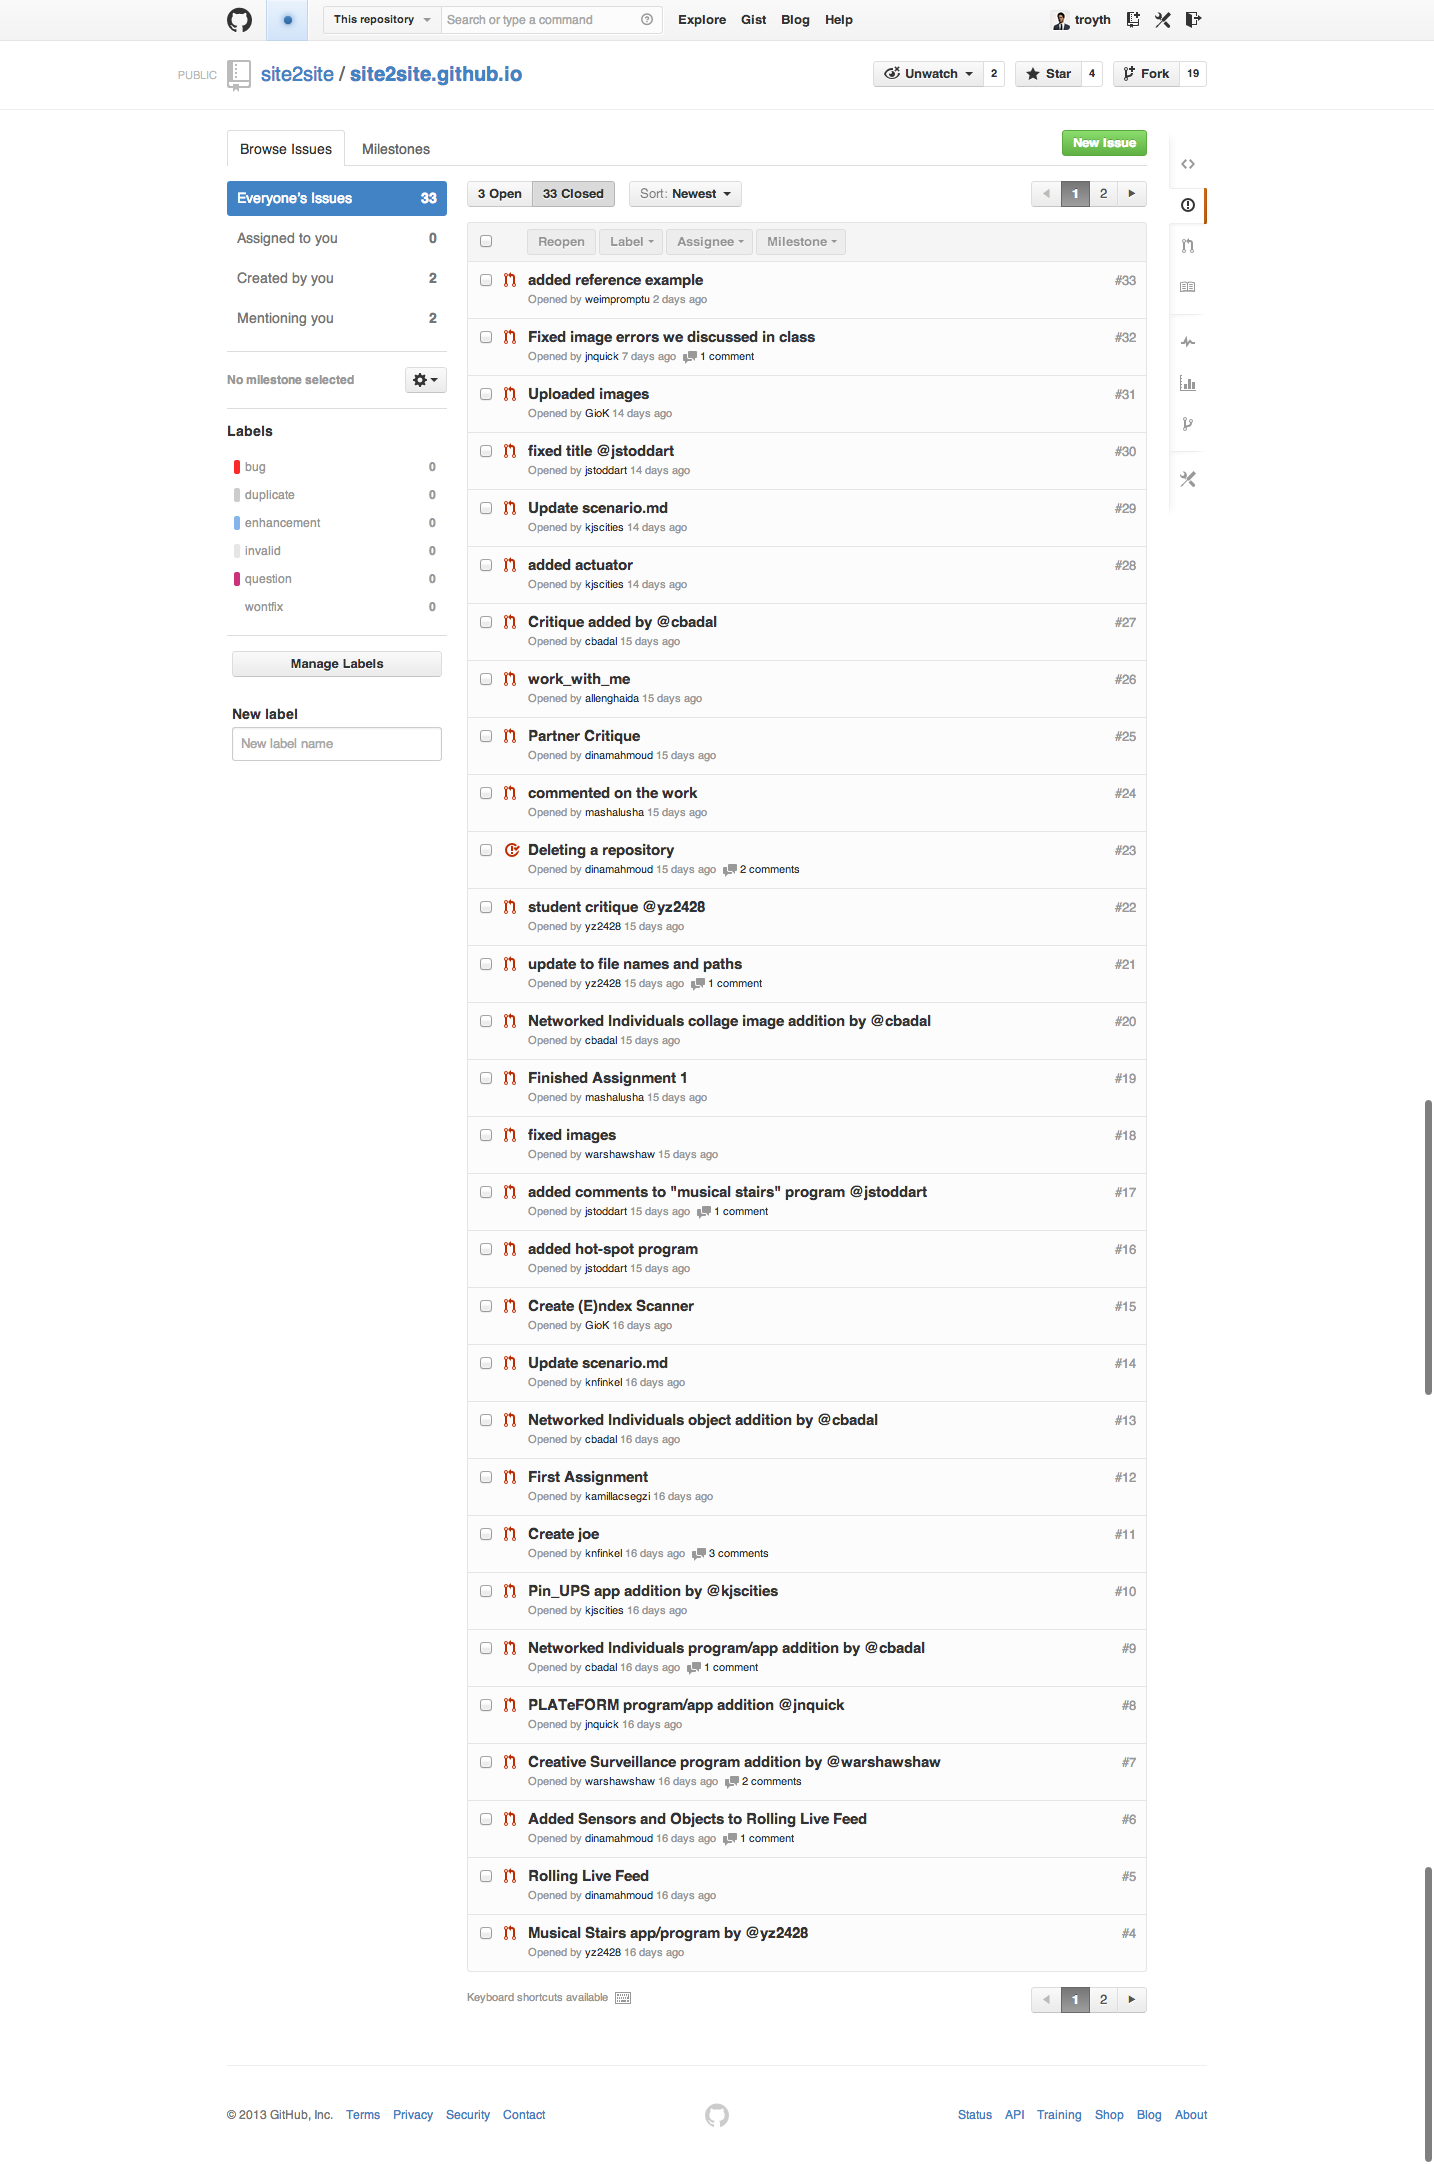 This repository Search or type a command Explore Gist Blog Help troyth
PUBLIC site2site / site2site.github.io Unwatch 2 Star 4 Fork 19
Browse Issues Milestones New Issue
Everyone's Issues 33
Assigned to you 0
Created by you 2
Mentioning you 2
No milestone selected
Labels
bug 0
duplicate 0
enhancement 0
invalid 0
question 0
wontfix 0
Manage Labels
New label
New label name
3 Open 33 Closed Sort: Newest 1 2
Reopen Label Assignee Milestone
added reference example #33
Opened by weimpromptu 2 days ago
Fixed image errors we discussed in class #32
Opened by jnquick 7 days ago 1 comment
Uploaded images #31
Opened by GioK 14 days ago
fixed title @jstoddart #30
Opened by jstoddart 14 days ago
Update scenario.md #29
Opened by kjscities 14 days ago
added actuator #28
Opened by kjscities 14 days ago
Critique added by @cbadal #27
Opened by cbadal 15 days ago
work_with_me #26
Opened by allenghaida 15 days ago
Partner Critique #25
Opened by dinamahmoud 15 days ago
commented on the work #24
Opened by mashalusha 15 days ago
Deleting a repository #23
Opened by dinamahmoud 15 days ago 2 comments
student critique @yz2428 #22
Opened by yz2428 15 days ago
update to file names and paths #21
Opened by yz2428 15 days ago 1 comment
Networked Individuals collage image addition by @cbadal #20
Opened by cbadal 15 days ago
Finished Assignment 1 #19
Opened by mashalusha 15 days ago
fixed images #18
Opened by warshawshaw 15 days ago
added comments to "musical stairs" program @jstoddart #17
Opened by jstoddart 15 days ago 1 comment
added hot-spot program #16
Opened by jstoddart 15 days ago
Create (E)ndex Scanner #15
Opened by GioK 16 days ago
Update scenario.md #14
Opened by knfinkel 16 days ago
Networked Individuals object addition by @cbadal #13
Opened by cbadal 16 days ago
First Assignment #12
Opened by kamillacsegzi 16 days ago
Create joe #11
Opened by knfinkel 16 days ago 3 comments
Pin_UPS app addition by @kjscities #10
Opened by kjscities 16 days ago
Networked Individuals program/app addition by @cbadal #9
Opened by cbadal 16 days ago 1 comment
PLATeFORM program/app addition @jnquick #8
Opened by jnquick 16 days ago
Creative Surveillance program addition by @warshawshaw #7
Opened by warshawshaw 16 days ago 2 comments
Added Sensors and Objects to Rolling Live Feed #6
Opened by dinamahmoud 16 days ago 1 comment
Rolling Live Feed #5
Opened by dinamahmoud 16 days ago
Musical Stairs app/program by @yz2428 #4
Opened by yz2428 16 days ago
Keyboard shortcuts available 1 2
© 2013 GitHub, Inc. Terms Privacy Security Contact Status API Training Shop Blog About